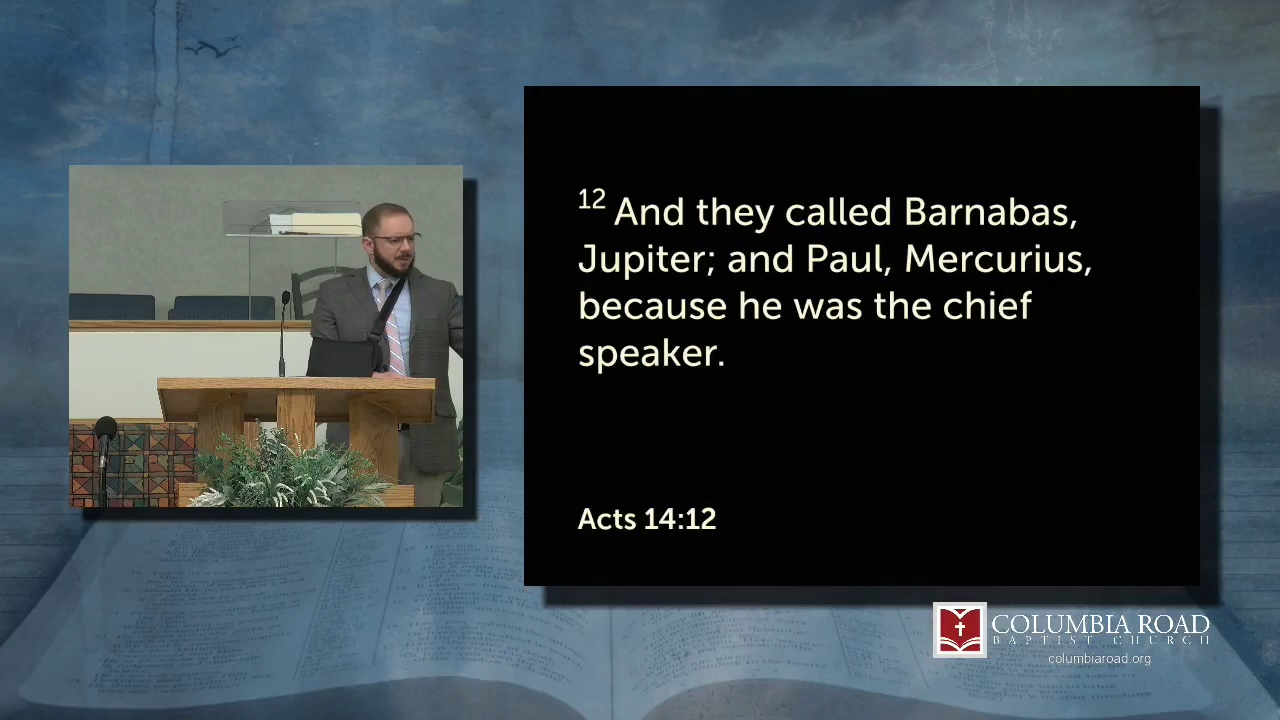 12 And they called Barnabas,
Jupiter; and Paul, Mercurius,
because he was the chief
speaker.
Acts 14:12
COLUMBIA ROAD
BAPTIST CHURCH
columbiaroad.org